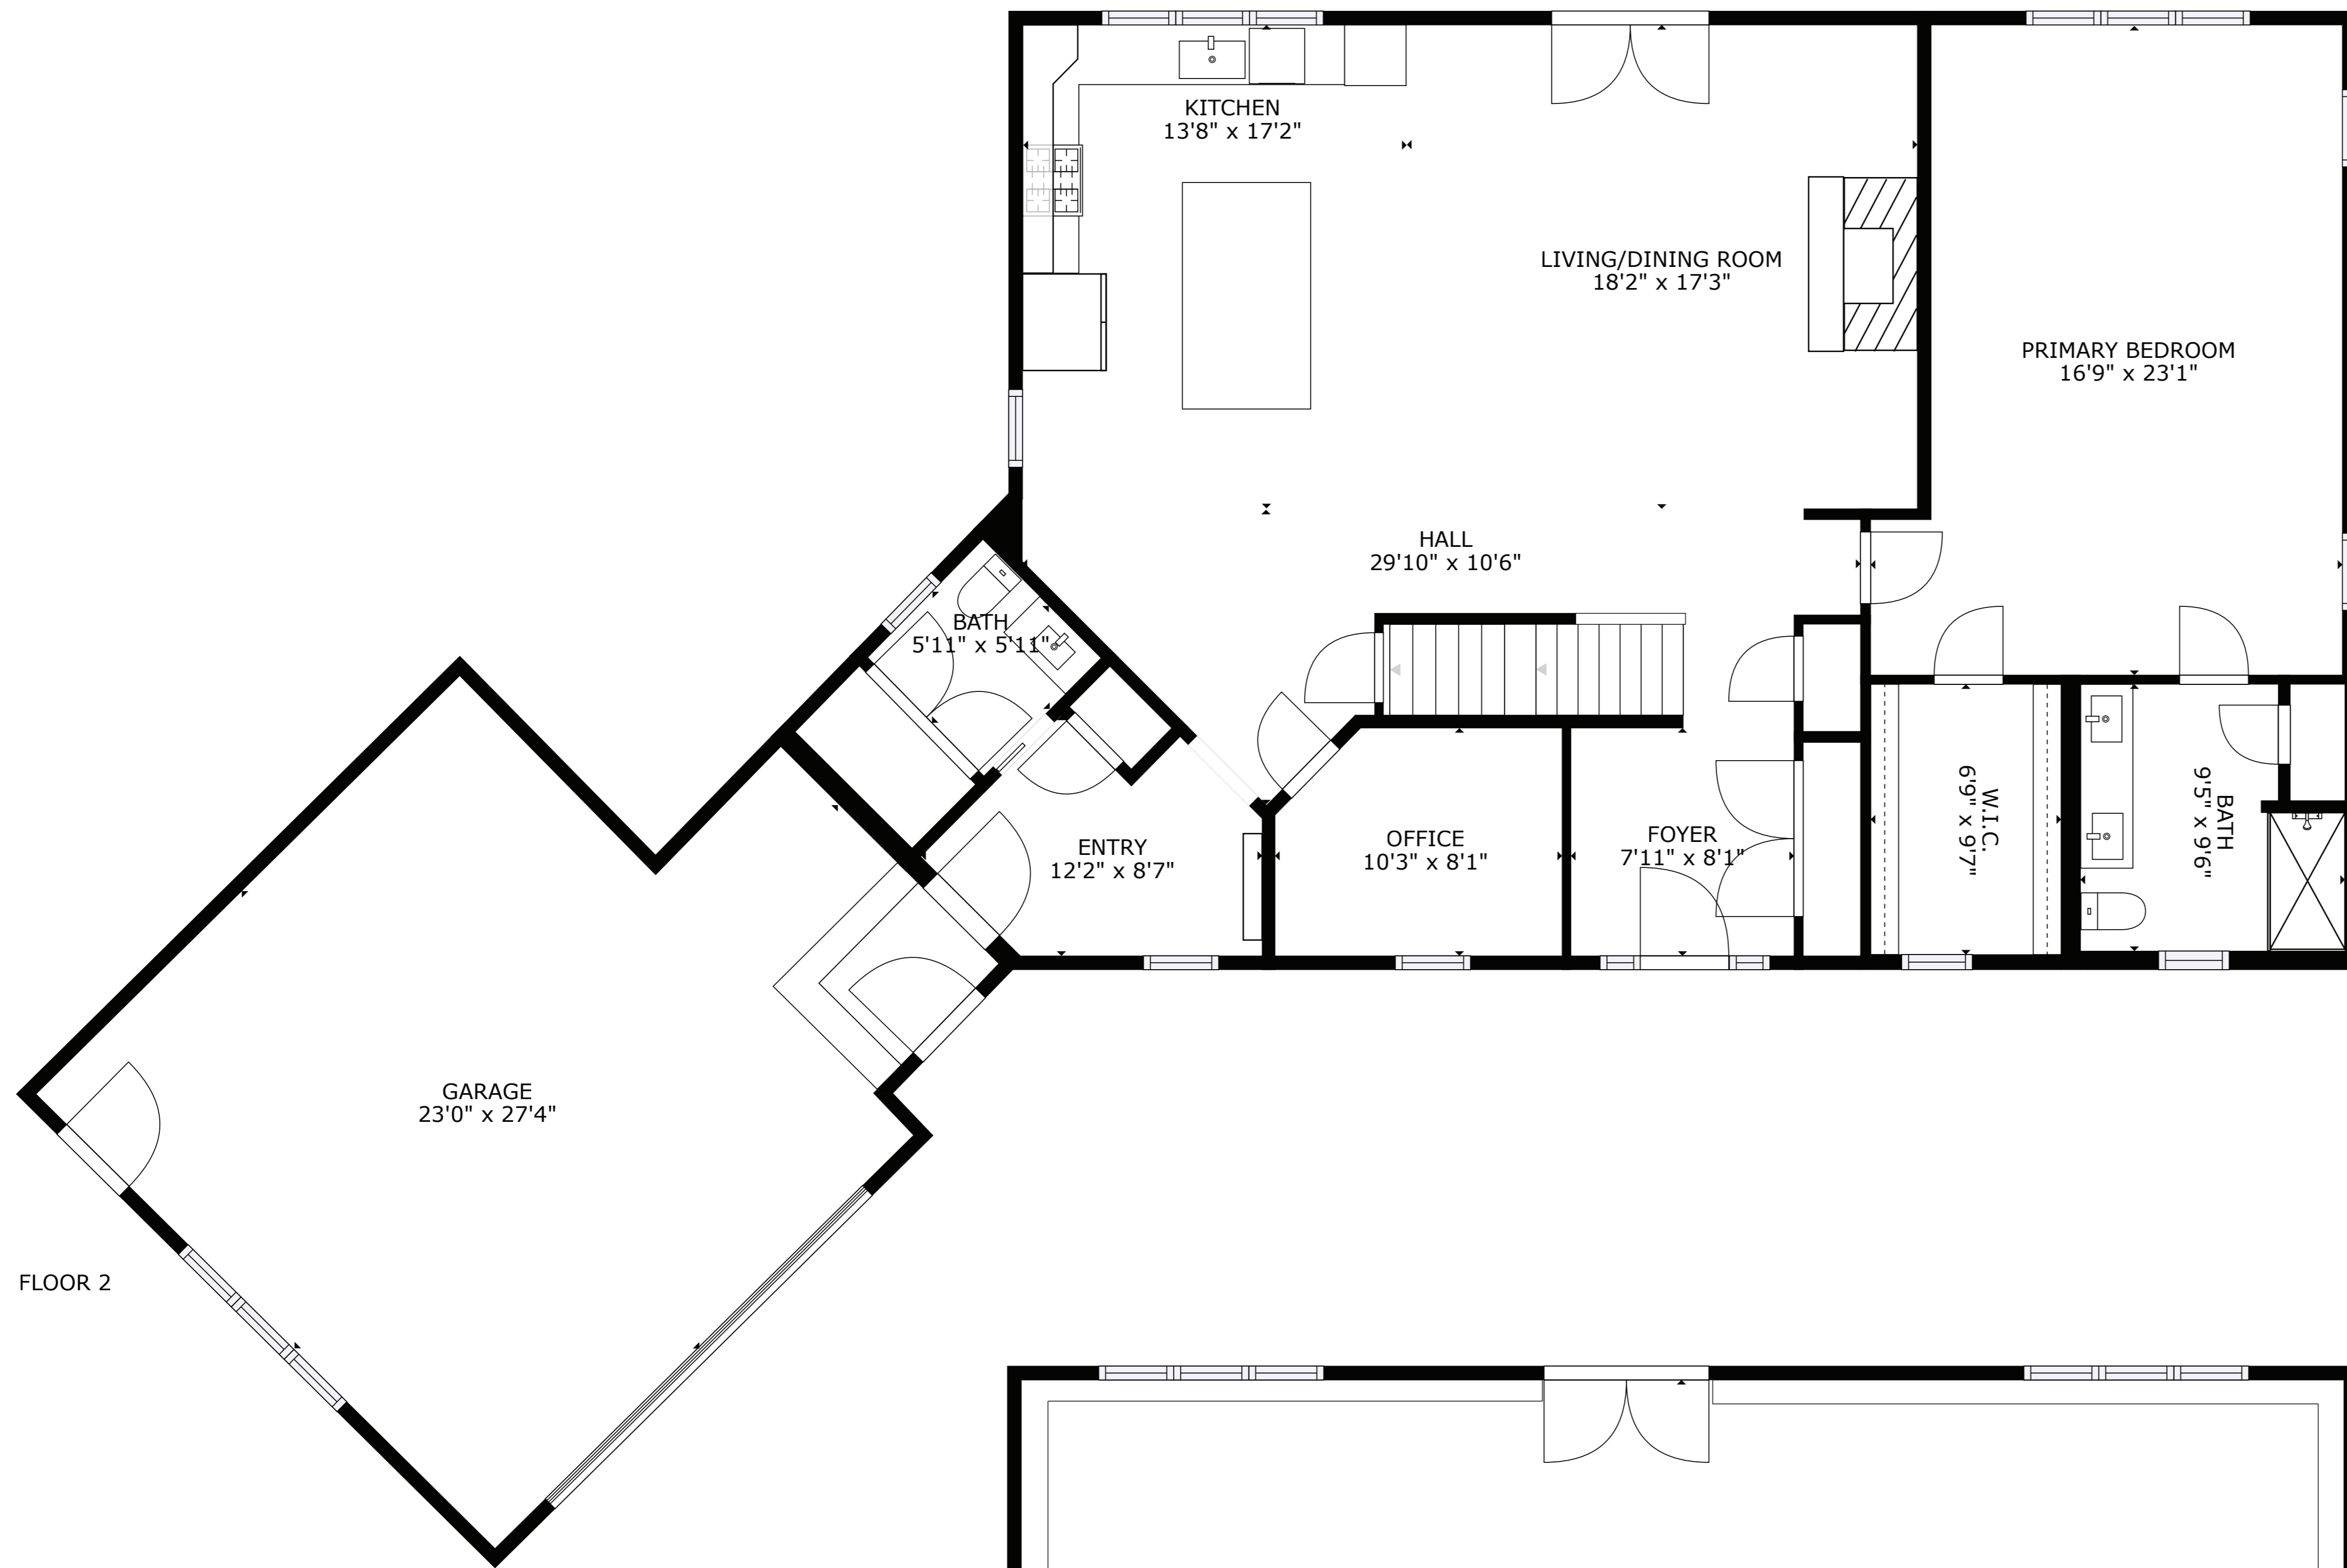 KITCHEN
13'8" x 17'2"
LIVING/DINING ROOM
18'2" x 17'3"
PRIMARY BEDROOM
16'9" x 23'1"
HALL
29'10" x 10'6"
BATH
5'11" x 5'11"
ENTRY
12'2" x 8'7"
OFFICE
10'3" x 8'1"
FOYER
7'11" x 8'1"
W.I.C.
6'9" x 9'7"
BATH
9'5" x 9'6"
GARAGE
23'0" x 27'4"
FLOOR 2